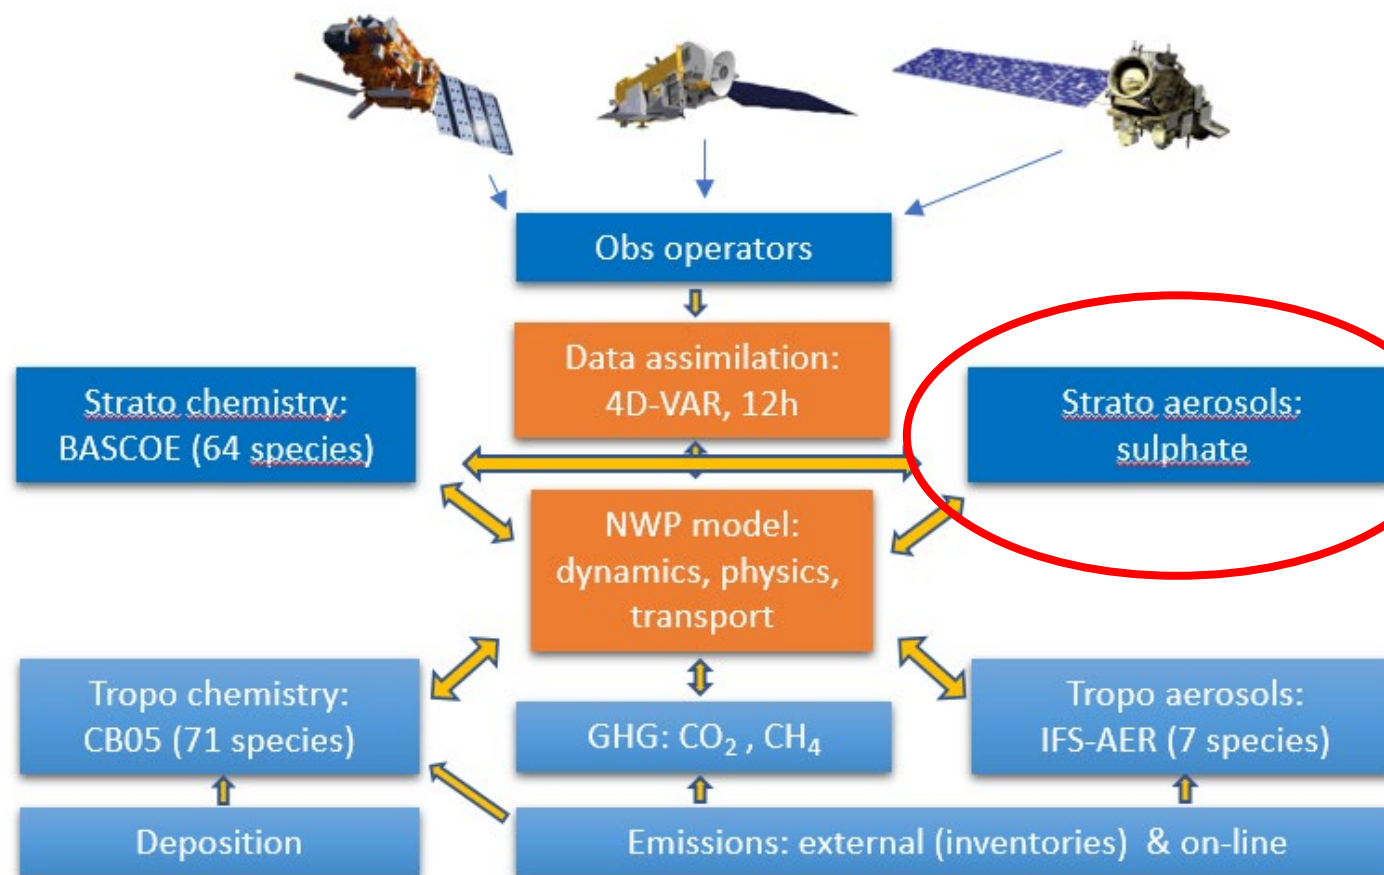 Obs operators
Data assimilation:
4D-VAR, 12h
Strato chemistry:
BASCOE (64 species)
Strato aerosols:
sulphate
NWP model:
dynamics, physics,
transport
Tropo chemistry:
CB05 (71 species)
GHG: CO₂ , CH₄
Tropo aerosols:
IFS-AER (7 species)
Deposition
Emissions: external (inventories) & on-line